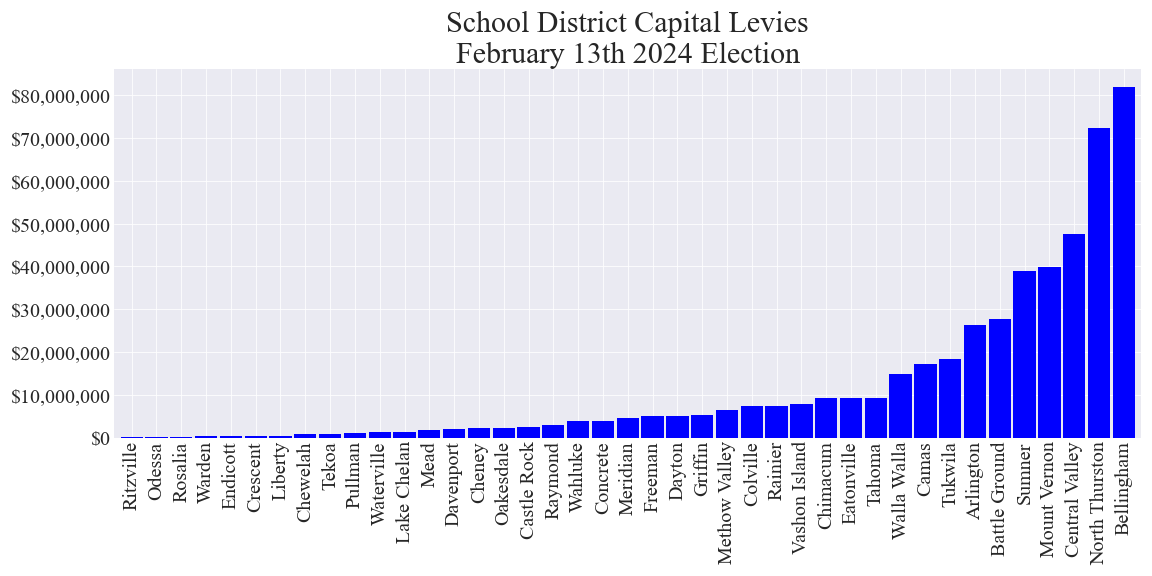 School District Capital Levies
February 13th 2024 Election
$80,000,000
$70,000,000
$60,000,000
$50,000,000
$40,000,000
$30,000,000
$20,000,000
$10,000,000
$0
Ritzville
Odessa
Rosalia
Warden
Endicott
Crescent
Liberty
Chewelah
Tekoa
Pullman
Waterville
Lake Chelan
Mead
Davenport
Cheney
Oakesdale
Castle Rock
Raymond
Wahluke
Concrete
Meridian
Freeman
Dayton
Griffin
Methow Valley
Colville
Rainier
Vashon Island
Chimacum
Eatonville
Tahoma
Walla Walla
Camas
Tukwila
Arlington
Battle Ground
Sumner
Mount Vernon
Central Valley
North Thurston
Bellingham